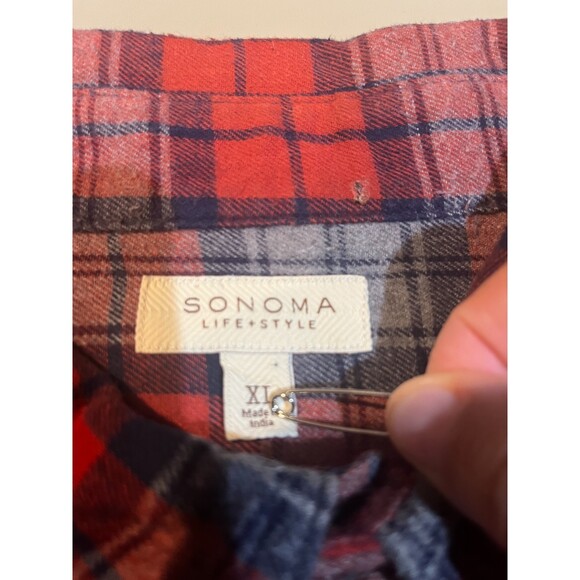 SONOMA
LIFE+STYLE
XL
Made in
India